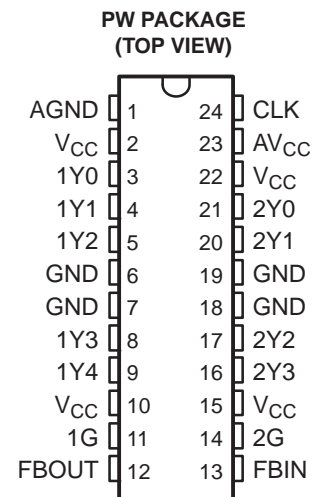 PW PACKAGE
(TOP VIEW)
AGND 1 24 CLK
VCC 2 23 AVCC
1Y0 3 22 VCC
1Y1 4 21 2Y0
1Y2 5 20 2Y1
GND 6 19 GND
GND 7 18 GND
1Y3 8 17 2Y2
1Y4 9 16 2Y3
VCC 10 15 VCC
1G 11 14 2G
FBOUT 12 13 FBIN